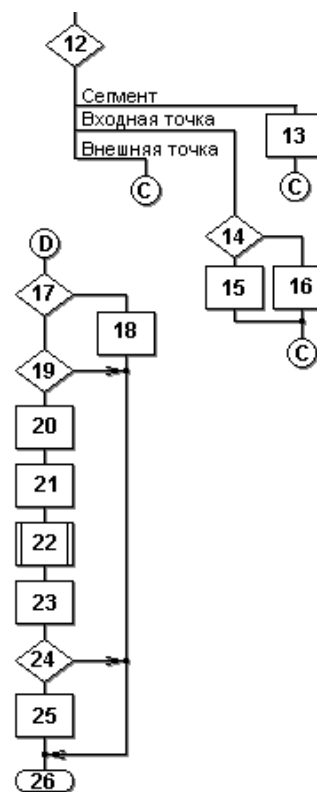 12
Сегмент
Входная точка
13
Внешняя точка
C
C
D
14
17
15
16
18
19
C
20
21
22
23
24
25
26